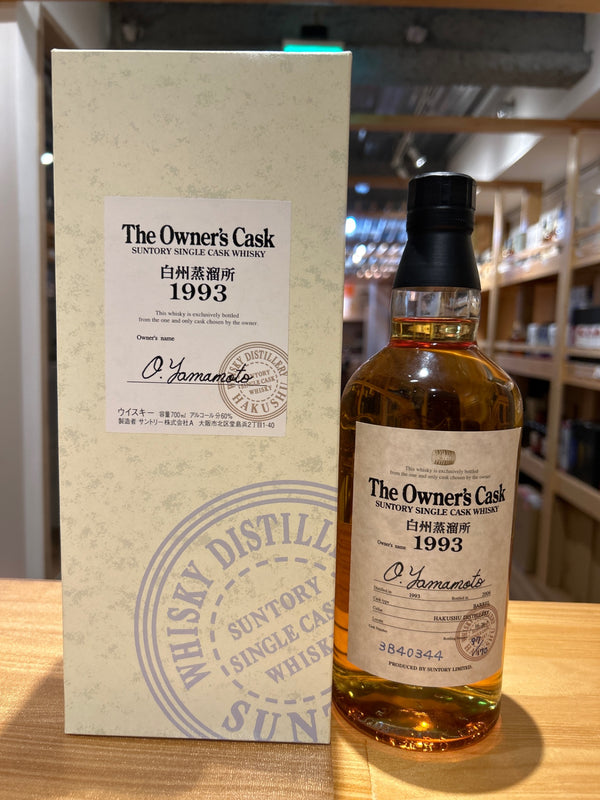 The Owner's Cask
SUNTORY SINGLE CASK WHISKY
白州蒸溜所
1993
This whisky is exclusively bottled
from the one and only cask chosen by the owner.
Owner's name
O. Yamamoto
WHISKY DISTILLERY
SUNTORY
SINGLE CASK
WHISKY
HAKUSHU
ウイスキー 容量700ml アルコール分60%
製造者 サントリー株式会社A 大阪市北区堂島浜2丁目1-40
WHISKY DISTILLERY
SUNTORY
SINGLE CASK
WHISKY
SUNT
This whisky is exclusively bottled
from the one and only cask chosen by the owner.
The Owner's Cask
SUNTORY SINGLE CASK WHISKY
白州蒸溜所
Owner's name 1993
O. Yamamoto
Distilled in 1993 Bottled in 2006
Cask type BARREL
Cellar HAKUSHU DISTILLERY
Cask Number
3B40344
PRODUCED BY SUNTORY LIMITED.